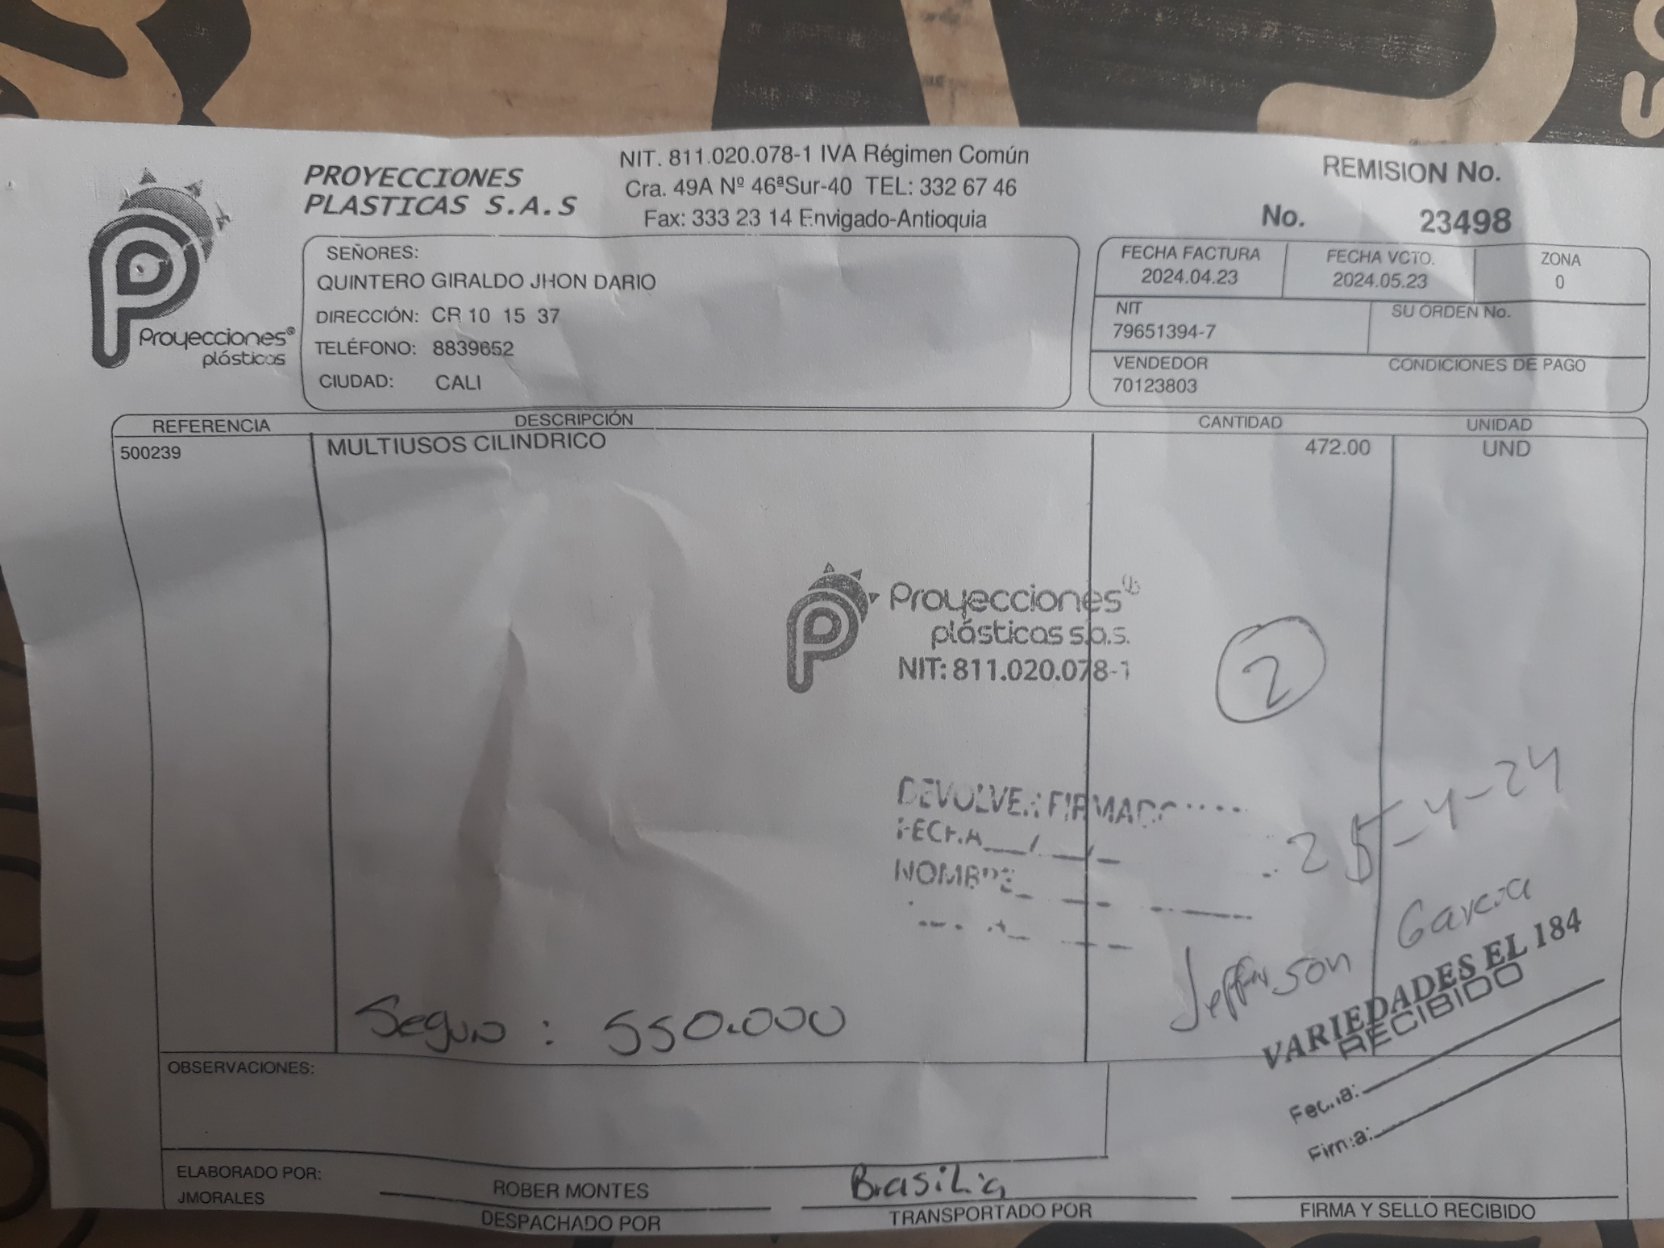 PROYECCIONES
PLASTICAS S.A.S
NIT. 811.020.078-1 IVA Régimen Común
Cra. 49A Nº 46ªSur-40 TEL: 332 67 46
Fax: 333 23 14 Envigado-Antioquia
REMISION No.
No. 23498
Proyecciones®
plásticas
SEÑORES:
QUINTERO GIRALDO JHON DARIO
DIRECCIÓN: CR 10 15 37
TELÉFONO: 8839652
CIUDAD: CALI
FECHA FACTURA
2024.04.23
FECHA VCTO.
2024.05.23
ZONA
0
NIT
79651394-7
SU ORDEN No.
VENDEDOR
70123803
CONDICIONES DE PAGO
REFERENCIA DESCRIPCIÓN CANTIDAD UNIDAD
500239 MULTIUSOS CILINDRICO 472.00 UND
Proyecciones
plásticas s.a.s.
NIT: 811.020.078-1
2
DEVOLVER FIRMADO
FECHA
NOMBRE
25-4-24
Jefferson Garcia
VARIEDADES EL 184
RECIBIDO
Fecha:
Firma:
Seguro : 550.000
OBSERVACIONES:
ELABORADO POR:
JMORALES
ROBER MONTES
DESPACHADO POR
Brasilia
TRANSPORTADO POR
FIRMA Y SELLO RECIBIDO